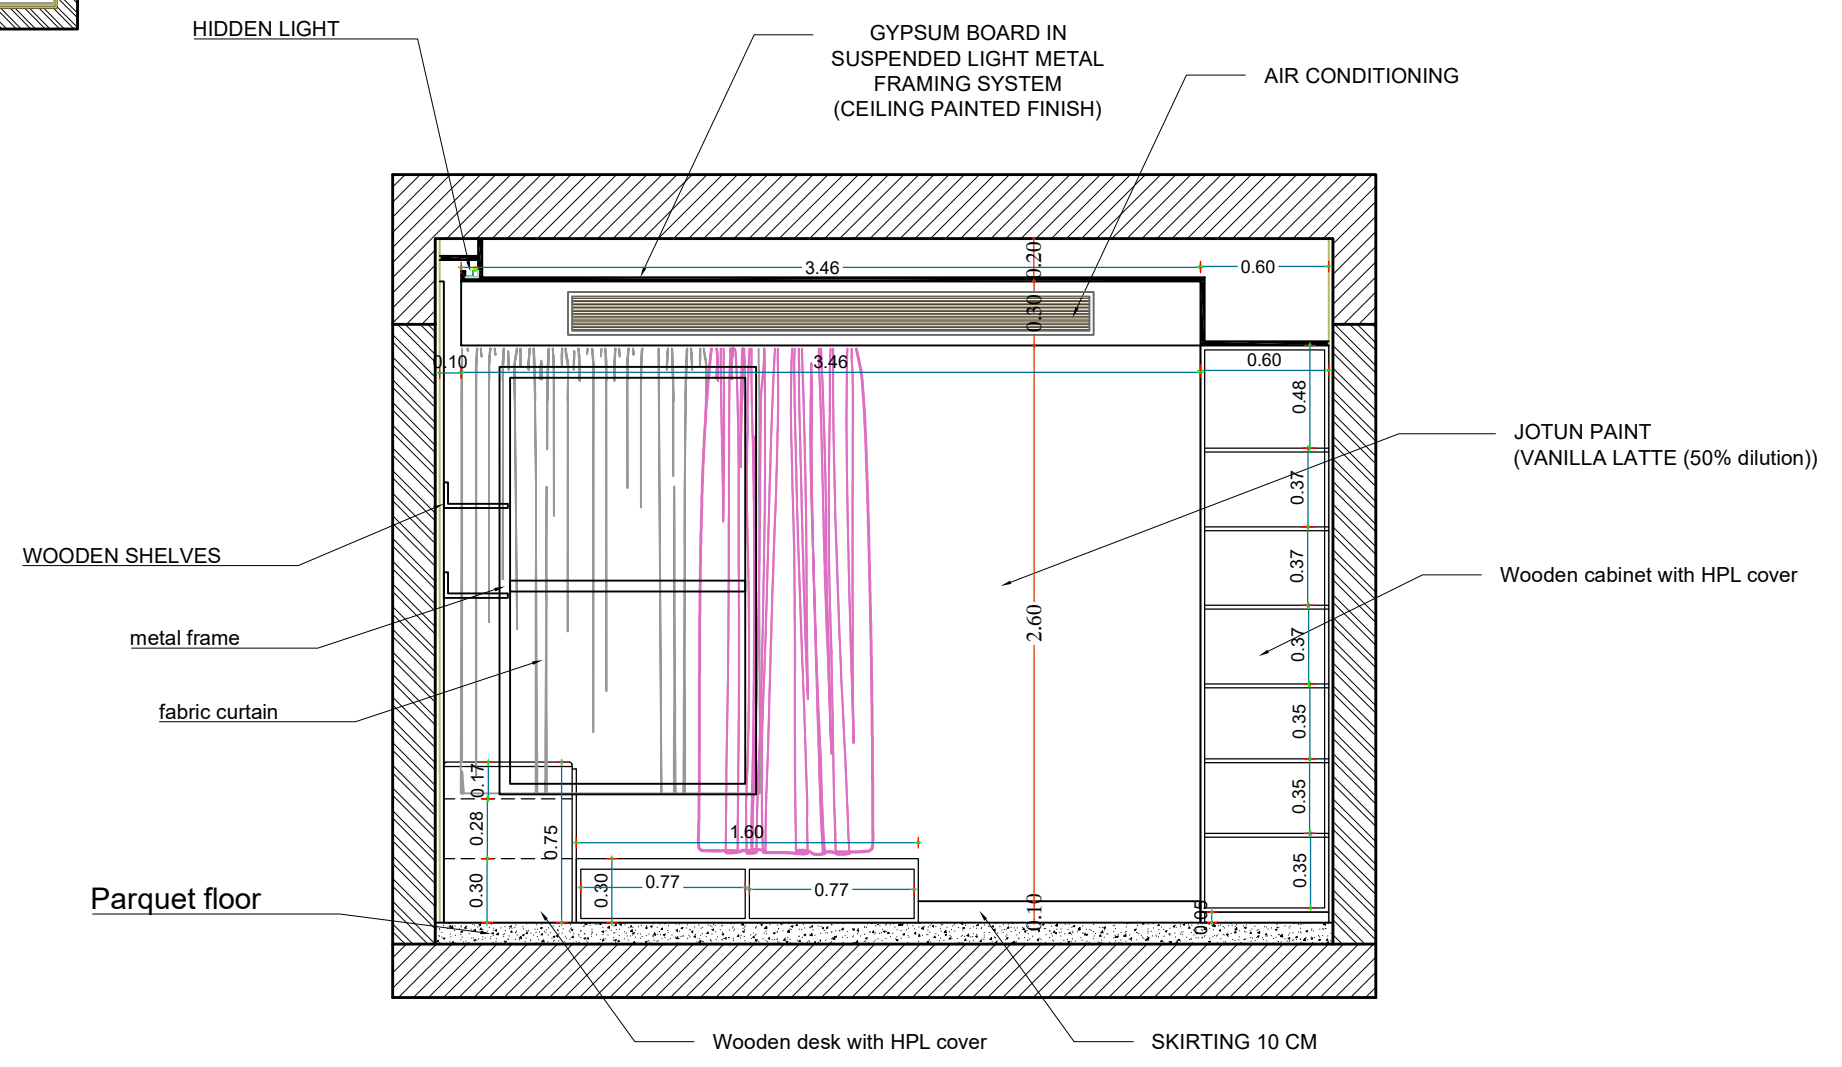 HIDDEN LIGHT
GYPSUM BOARD IN
SUSPENDED LIGHT METAL
FRAMING SYSTEM
(CEILING PAINTED FINISH)
AIR CONDITIONING
0.20
3.46
0.60
0.30
0.10
3.46
0.60
0.48
JOTUN PAINT
(VANILLA LATTE (50% dilution))
0.37
WOODEN SHELVES
0.37
Wooden cabinet with HPL cover
metal frame
2.60
0.37
fabric curtain
0.35
0.17
0.28
0.75
1.60
0.35
Parquet floor
0.30
0.30
0.77
0.77
0.10
0.05
0.35
Wooden desk with HPL cover
SKIRTING 10 CM